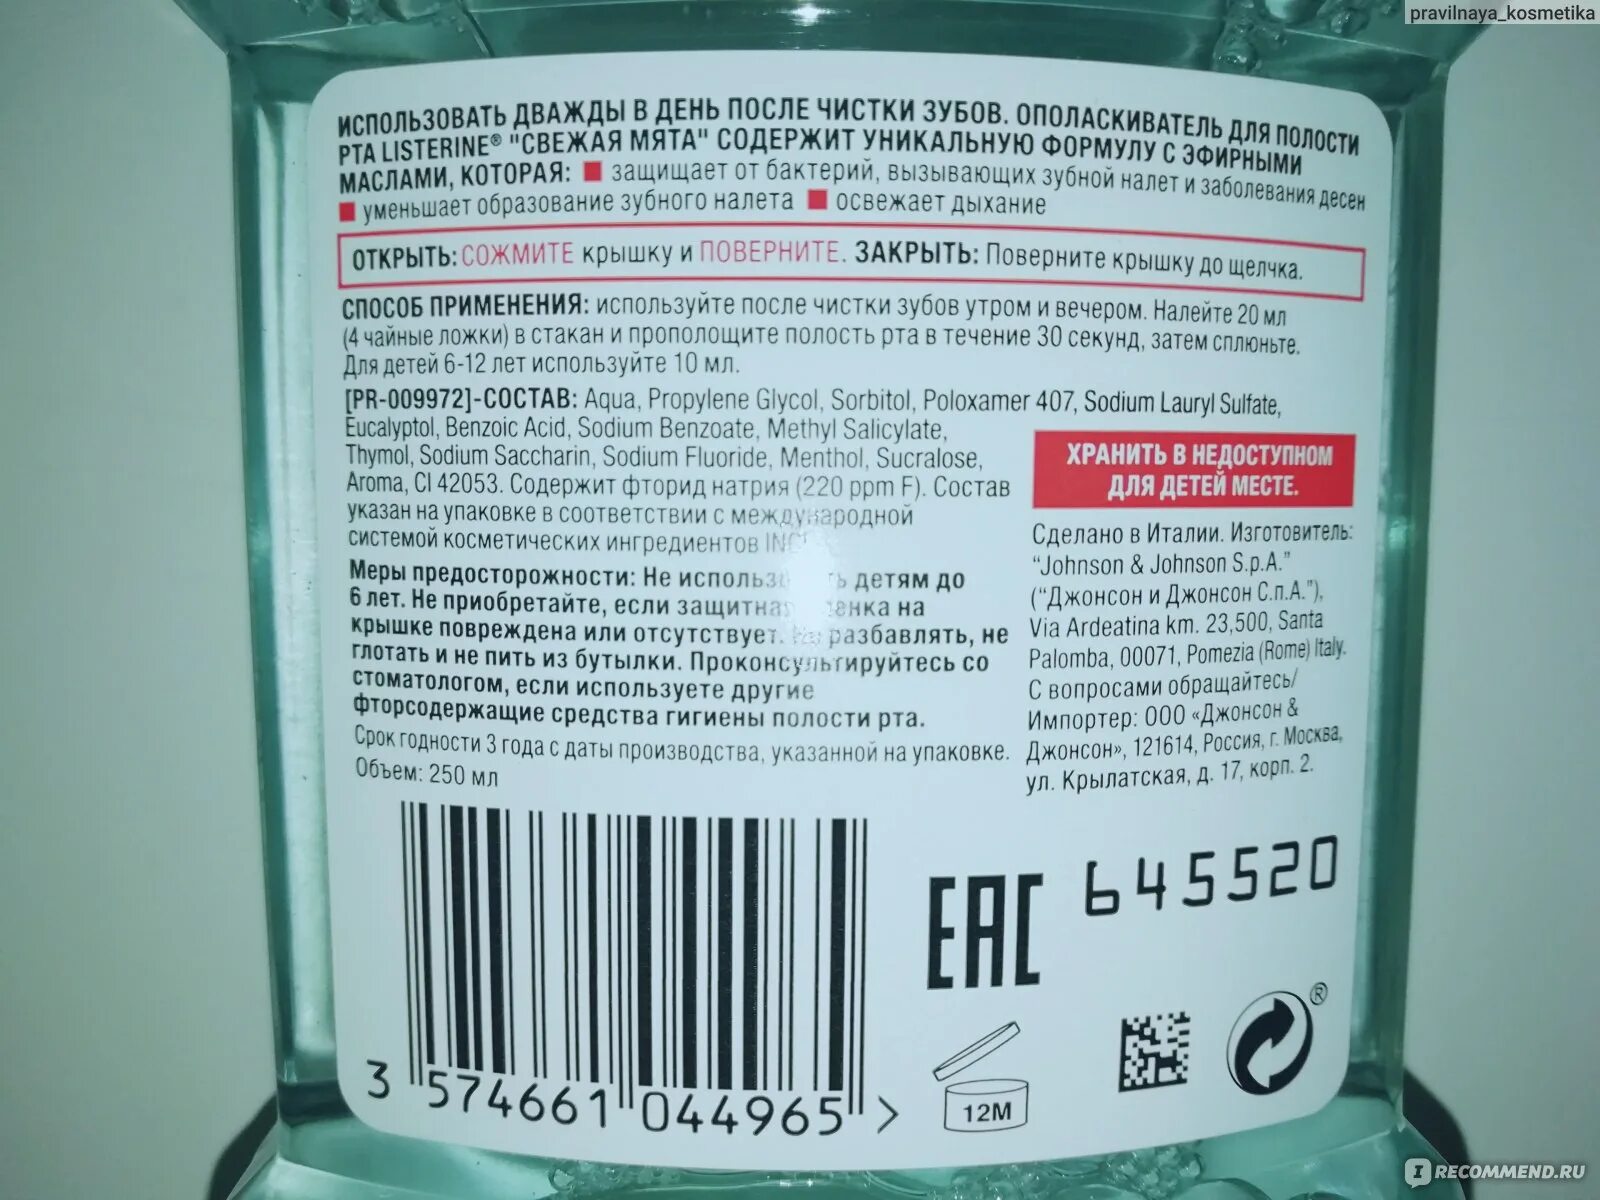 pravilnaya_kosmetika
ИСПОЛЬЗОВАТЬ ДВАЖДЫ В ДЕНЬ ПОСЛЕ ЧИСТКИ ЗУБОВ. ОПОЛАСКИВАТЕЛЬ ДЛЯ ПОЛОСТИ
РТА LISTERINE® "СВЕЖАЯ МЯТА" СОДЕРЖИТ УНИКАЛЬНУЮ ФОРМУЛУ С ЭФИРНЫМИ
МАСЛАМИ, КОТОРАЯ: ■ защищает от бактерий, вызывающих зубной налет и заболевания десен
■ уменьшает образование зубного налета ■ освежает дыхание
ОТКРЫТЬ: СОЖМИТЕ крышку и ПОВЕРНИТЕ. ЗАКРЫТЬ: Поверните крышку до щелчка.
СПОСОБ ПРИМЕНЕНИЯ: используйте после чистки зубов утром и вечером. Налейте 20 мл
(4 чайные ложки) в стакан и прополощите полость рта в течение 30 секунд, затем сплюньте.
Для детей 6-12 лет используйте 10 мл.
[PR-009972]-СОСТАВ: Aqua, Propylene Glycol, Sorbitol, Poloxamer 407, Sodium Lauryl Sulfate,
Eucalyptol, Benzoic Acid, Sodium Benzoate, Methyl Salicylate,
Thymol, Sodium Saccharin, Sodium Fluoride, Menthol, Sucralose,
Aroma, CI 42053. Содержит фторид натрия (220 ppm F). Состав
указан на упаковке в соответствии с международной
системой косметических ингредиентов
Меры предосторожности: Не использовать детям до
6 лет. Не приобретайте, если защитная пленка на
крышке повреждена или отсутствует. Не разбавлять, не
глотать и не пить из бутылки. Проконсультируйтесь со
стоматологом, если используете другие
фторсодержащие средства гигиены полости рта.
Срок годности 3 года с даты производства, указанной на упаковке.
Объем: 250 мл
ХРАНИТЬ В НЕДОСТУПНОМ
ДЛЯ ДЕТЕЙ МЕСТЕ.
Сделано в Италии. Изготовитель:
"Johnson & Johnson S.p.A."
("Джонсон и Джонсон С.п.А."),
Via Ardeatina km. 23,500, Santa
Palomba, 00071, Pomezia (Rome) Italy.
С вопросами обращайтесь/
Импортер: ООО «Джонсон &
Джонсон», 121614, Россия, г. Москва,
ул. Крылатская, д. 17, корп. 2.
EAC
645520
3 574661 044965 >
12M
®
IRECOMMEND.RU